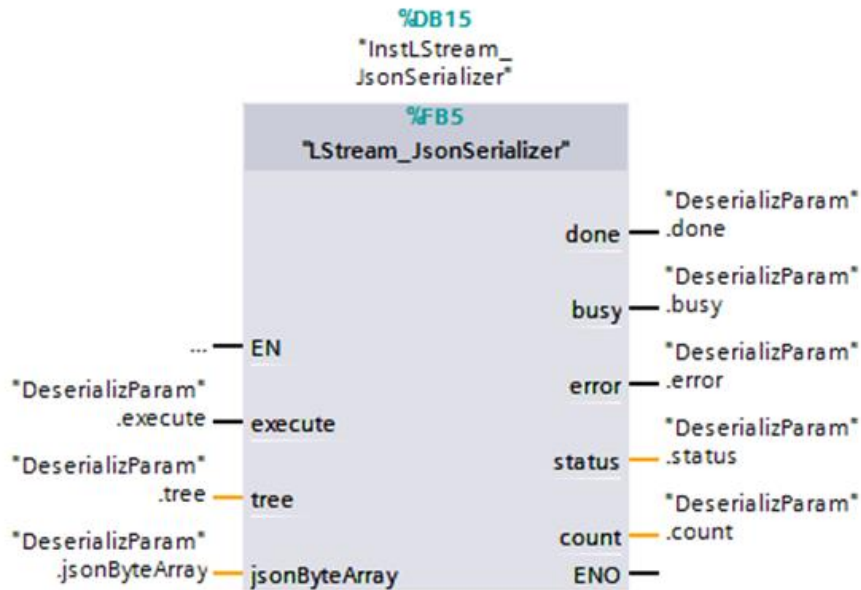 %DB15
"InstLStream_
JsonSerializer"
%FB5
"LStream_JsonSerializer"
"DeserializParam"
done .done
"DeserializParam"
busy .busy
... EN
"DeserializParam"
error .error
"DeserializParam"
.execute execute
"DeserializParam"
status .status
"DeserializParam"
.tree tree
"DeserializParam"
count .count
"DeserializParam"
.jsonByteArray jsonByteArray ENO